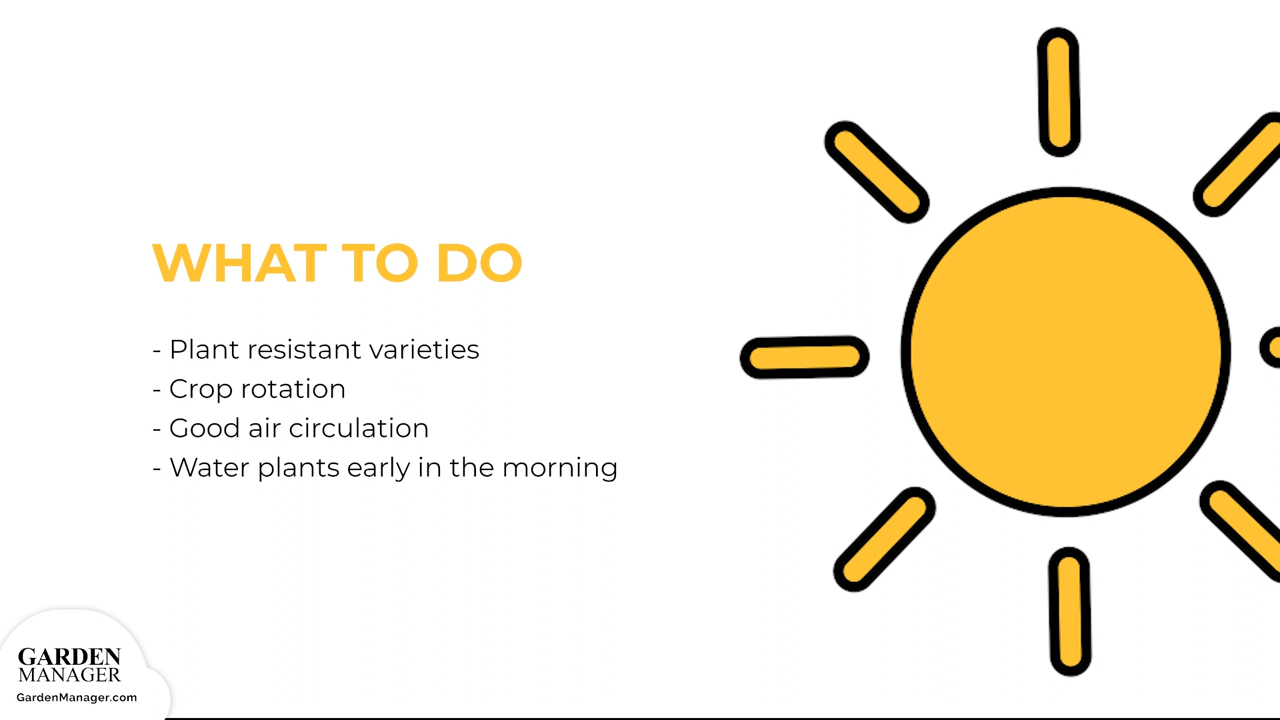 WHAT TO DO
- Plant resistant varieties
- Crop rotation
- Good air circulation
- Water plants early in the morning
GARDEN
MANAGER
GardenManager.com